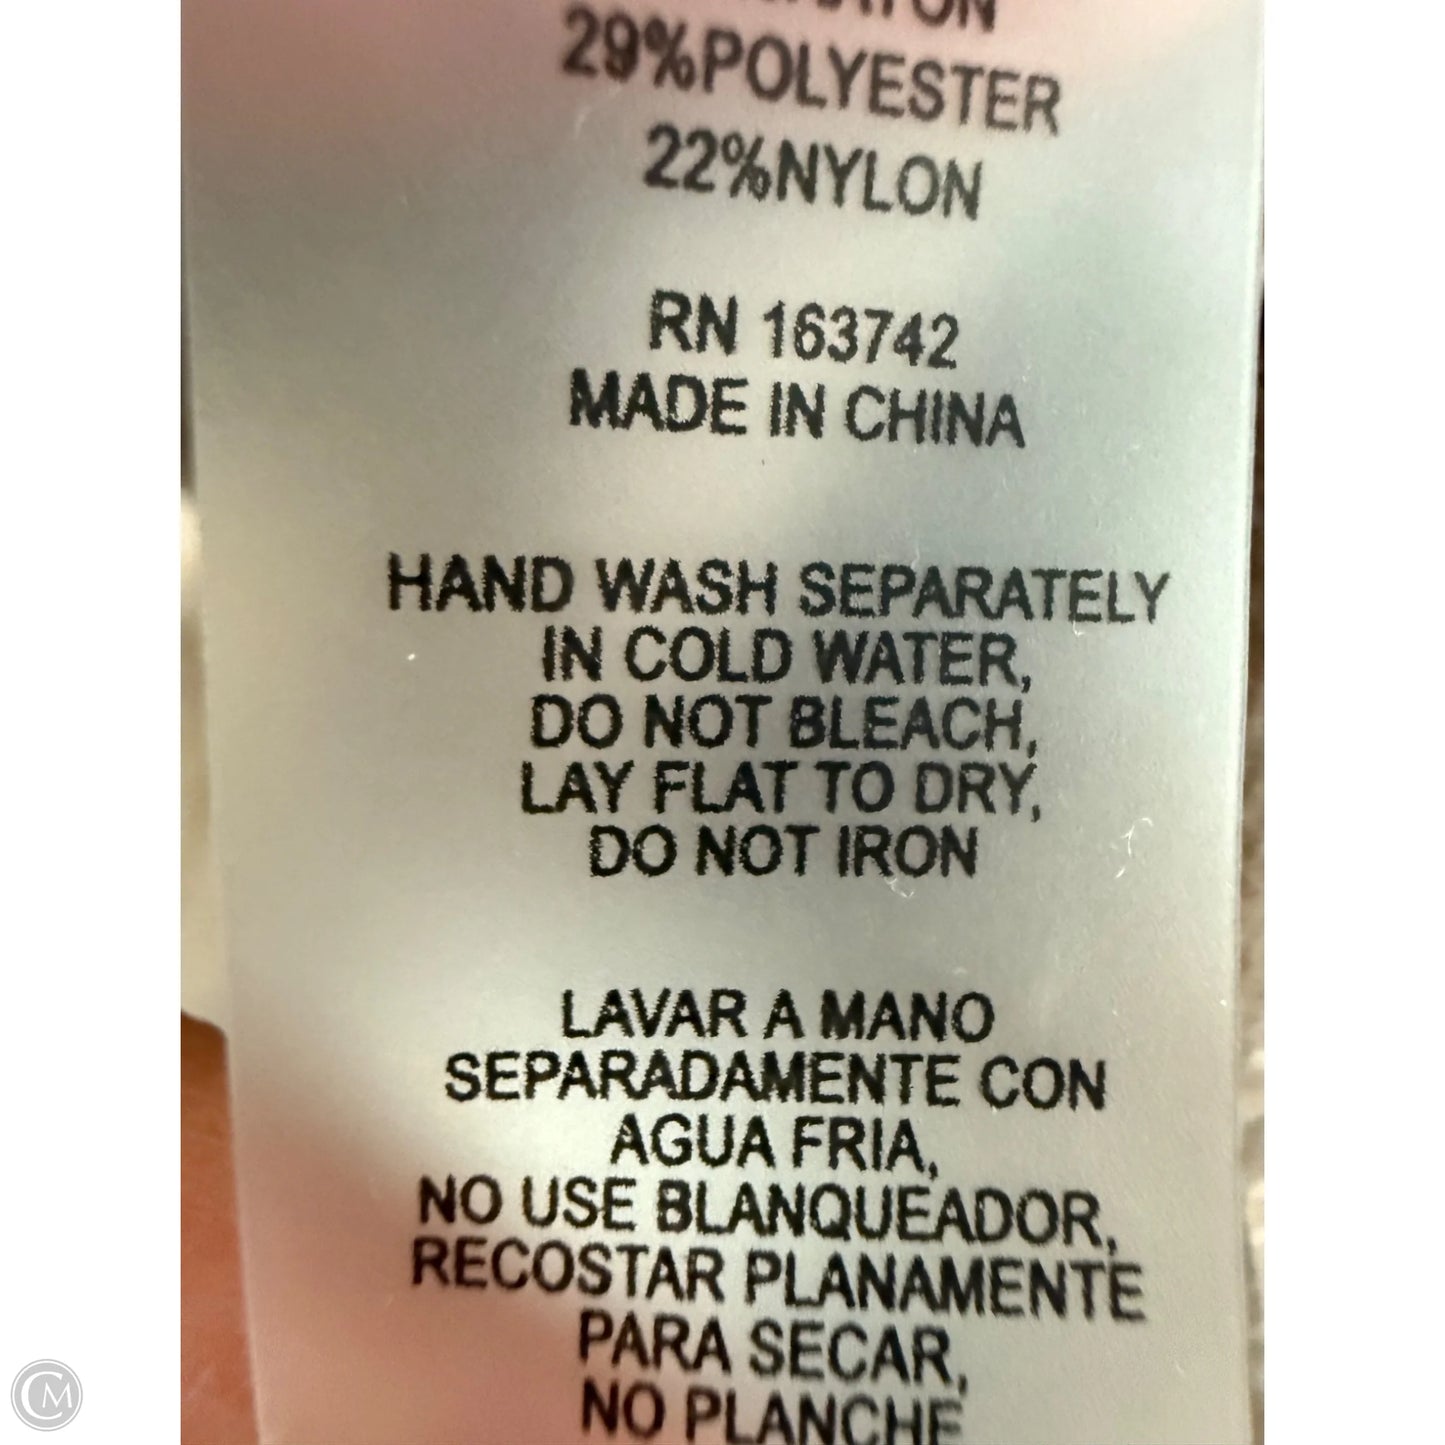 29%POLYESTER
22%NYLON
RN 163742
MADE IN CHINA
HAND WASH SEPARATELY
IN COLD WATER,
DO NOT BLEACH,
LAY FLAT TO DRY,
DO NOT IRON
LAVAR A MANO
SEPARADAMENTE CON
AGUA FRIA,
NO USE BLANQUEADOR,
RECOSTAR PLANAMENTE
PARA SECAR,
NO PLANCHE
CM